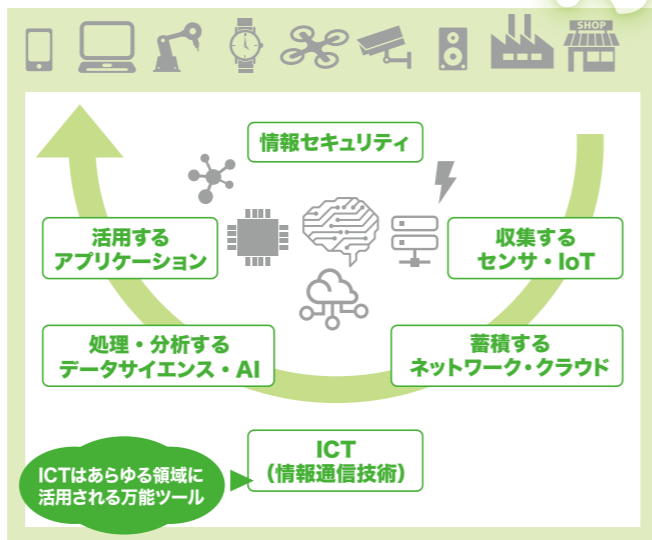 SHOP
情報セキュリティ
活用する
アプリケーション
収集する
センサ・IoT
処理・分析する
データサイエンス・AI
蓄積する
ネットワーク・クラウド
ICT
（情報通信技術）
ICTはあらゆる領域に
活用される万能ツール